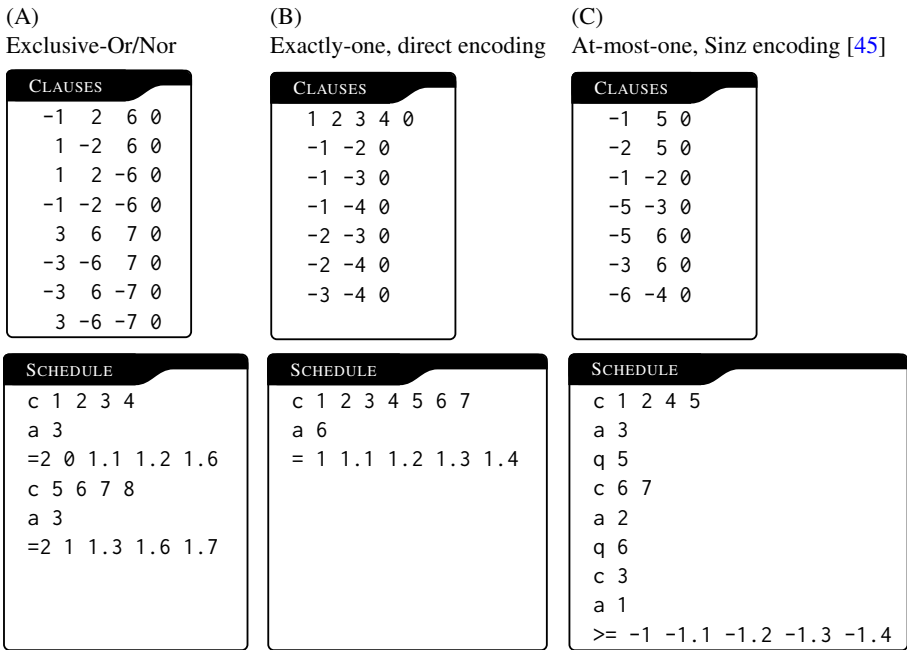 (A)
Exclusive-Or/Nor
CLAUSES
-1 2 6 0
1 -2 6 0
1 2 -6 0
-1 -2 -6 0
3 6 7 0
-3 -6 7 0
-3 6 -7 0
3 -6 -7 0
SCHEDULE
c 1 2 3 4
a 3
=2 0 1.1 1.2 1.6
c 5 6 7 8
a 3
=2 1 1.3 1.6 1.7
(B)
Exactly-one, direct encoding
CLAUSES
1 2 3 4 0
-1 -2 0
-1 -3 0
-1 -4 0
-2 -3 0
-2 -4 0
-3 -4 0
SCHEDULE
c 1 2 3 4 5 6 7
a 6
= 1 1.1 1.2 1.3 1.4
(C)
At-most-one, Sinz encoding [45]
CLAUSES
-1 5 0
-2 5 0
-1 -2 0
-5 -3 0
-5 6 0
-3 6 0
-6 -4 0
SCHEDULE
c 1 2 4 5
a 3
q 5
c 6 7
a 2
q 6
c 3
a 1
>= -1 -1.1 -1.2 -1.3 -1.4